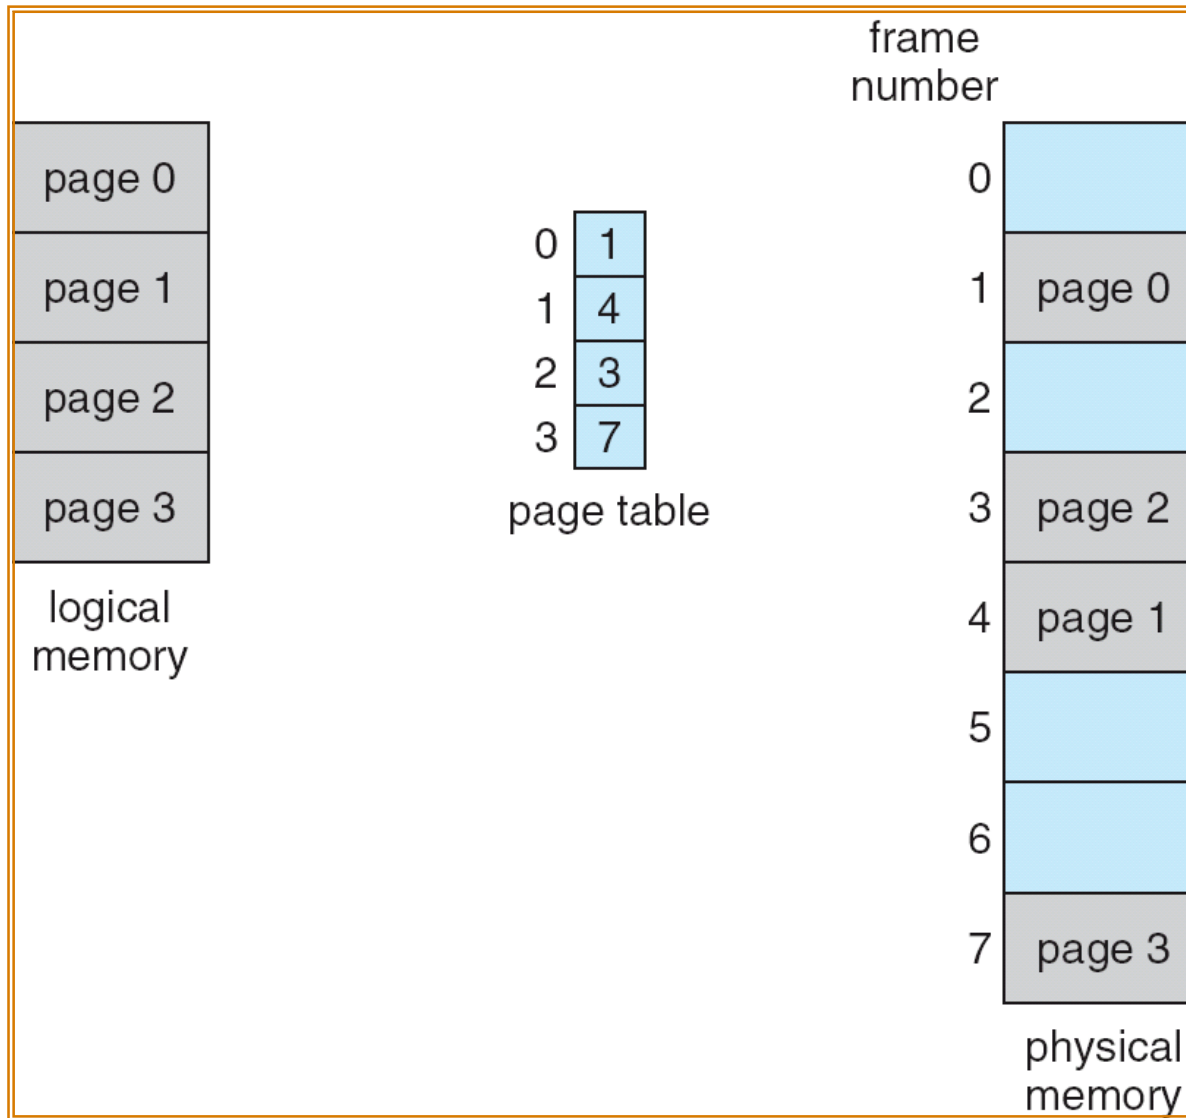 page 0
page 1
page 2
page 3
logical
memory
0 1
1 4
2 3
3 7
page table
frame
number
0
1 page 0
2
3 page 2
4 page 1
5
6
7 page 3
physical
memory